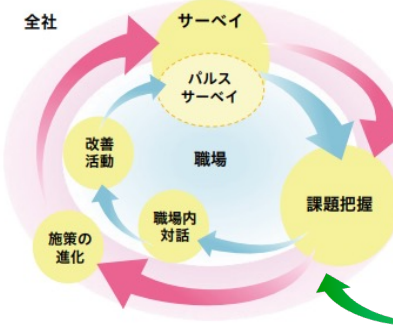 全社
サーベイ
パルス
サーベイ
改善
活動
職場
課題把握
職場内
対話
施策の
進化